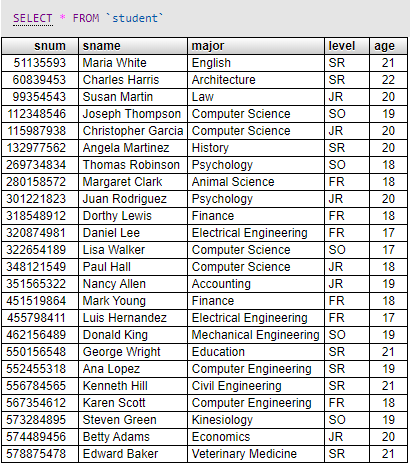 SELECT * FROM `student`
snum sname major level age
51135593 Maria White English SR 21
60839453 Charles Harris Architecture SR 22
99354543 Susan Martin Law JR 20
112348546 Joseph Thompson Computer Science SO 19
115987938 Christopher Garcia Computer Science JR 20
132977562 Angela Martinez History SR 20
269734834 Thomas Robinson Psychology SO 18
280158572 Margaret Clark Animal Science FR 18
301221823 Juan Rodriguez Psychology JR 20
318548912 Dorthy Lewis Finance FR 18
320874981 Daniel Lee Electrical Engineering FR 17
322654189 Lisa Walker Computer Science SO 17
348121549 Paul Hall Computer Science JR 18
351565322 Nancy Allen Accounting JR 19
451519864 Mark Young Finance FR 18
455798411 Luis Hernandez Electrical Engineering FR 17
462156489 Donald King Mechanical Engineering SO 19
550156548 George Wright Education SR 21
552455318 Ana Lopez Computer Engineering SR 19
556784565 Kenneth Hill Civil Engineering SR 21
567354612 Karen Scott Computer Engineering FR 18
573284895 Steven Green Kinesiology SO 19
574489456 Betty Adams Economics JR 20
578875478 Edward Baker Veterinary Medicine SR 21